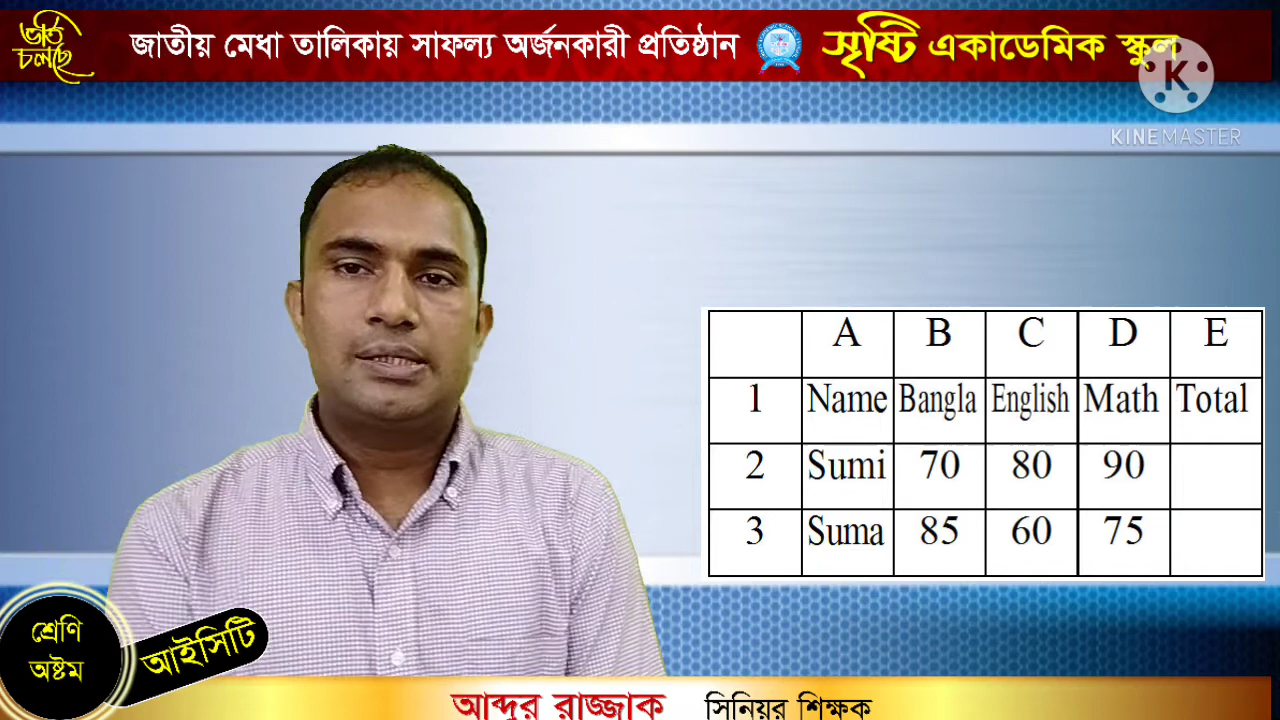 ভর্তি চলছে
জাতীয় মেধা তালিকায় সাফল্য অর্জনকারী প্রতিষ্ঠান সৃষ্টি একাডেমিক স্কুল
K
KINEMASTER
A B C D E
1 Name Bangla English Math Total
2 Sumi 70 80 90
3 Suma 85 60 75
শ্রেণি
অষ্টম
আইসিটি
আব্দুর রাজ্জাক সিনিয়র শিক্ষক